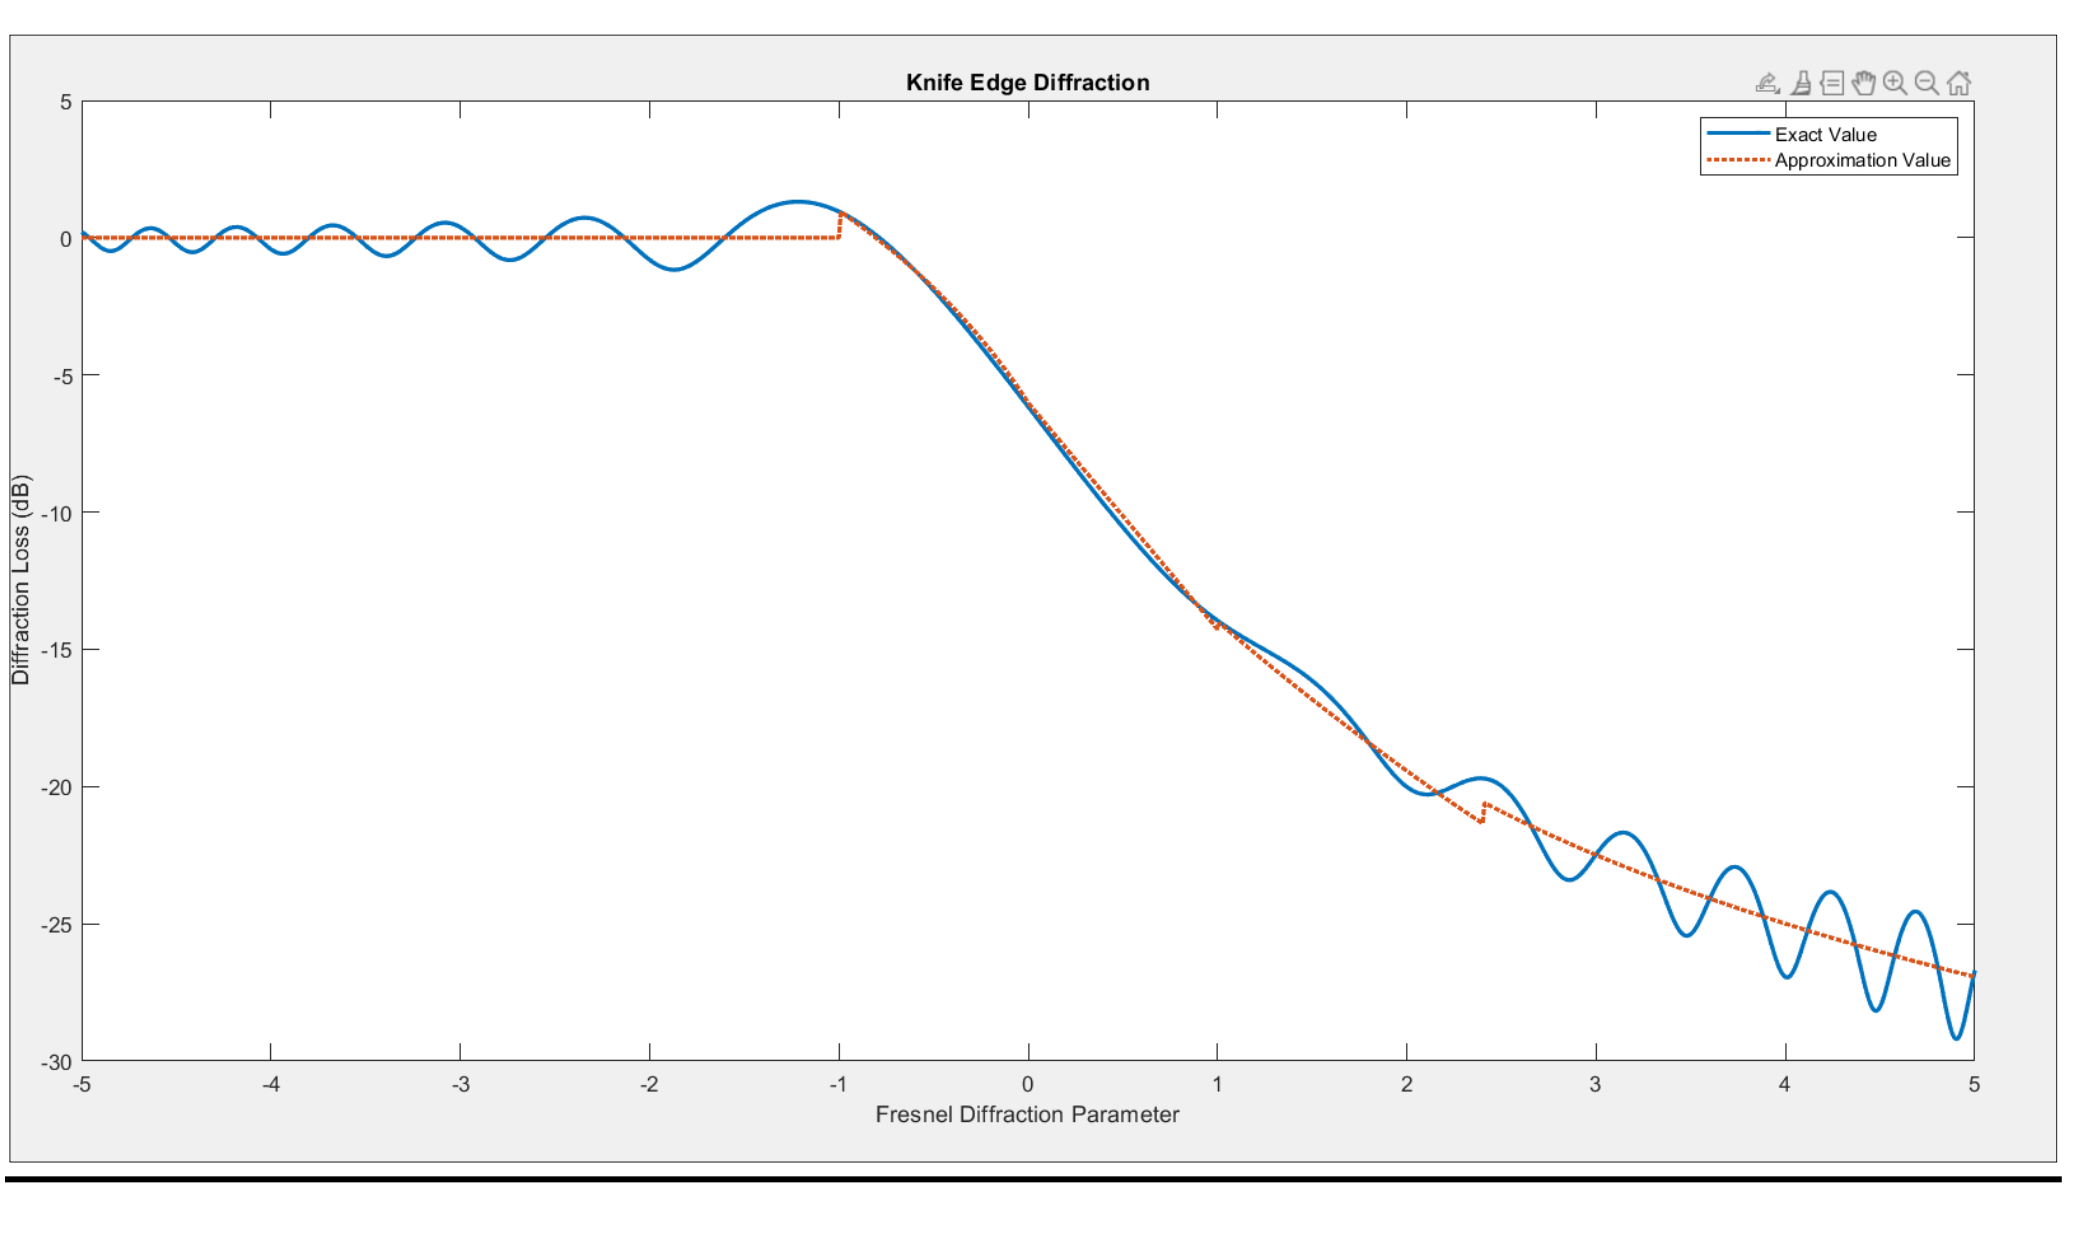 Knife Edge Diffraction
Exact Value
Approximation Value
5
0
-5
-10
-15
-20
-25
-30
Diffraction Loss (dB)
-5 -4 -3 -2 -1 0 1 2 3 4 5
Fresnel Diffraction Parameter